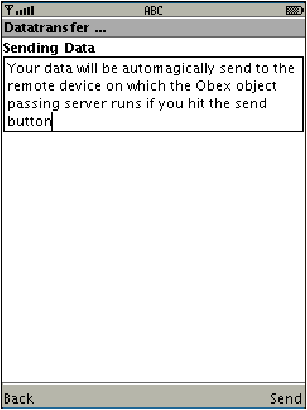 ABC
Datatransfer ...
Sending Data
Your data will be automagically send to the
remote device on which the Obex object
passing server runs if you hit the send
button
Back Send